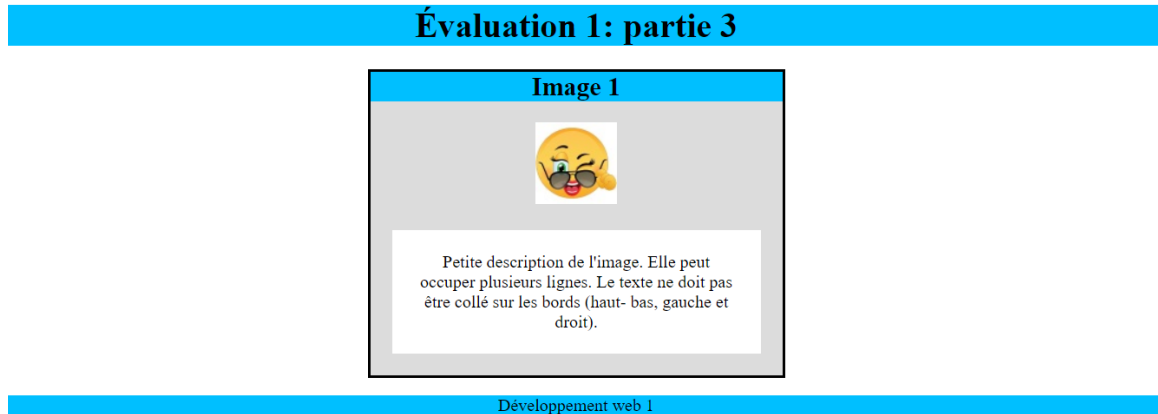 Évaluation 1: partie 3
Image 1
Petite description de l'image. Elle peut
occuper plusieurs lignes. Le texte ne doit pas
être collé sur les bords (haut- bas, gauche et
droit).
Développement web 1